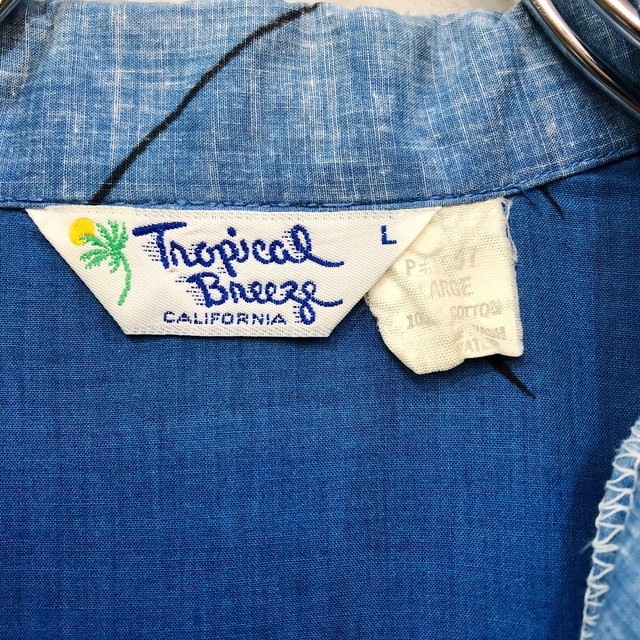 Tropical
Breeze
CALIFORNIA
L
LARGE
COTTON